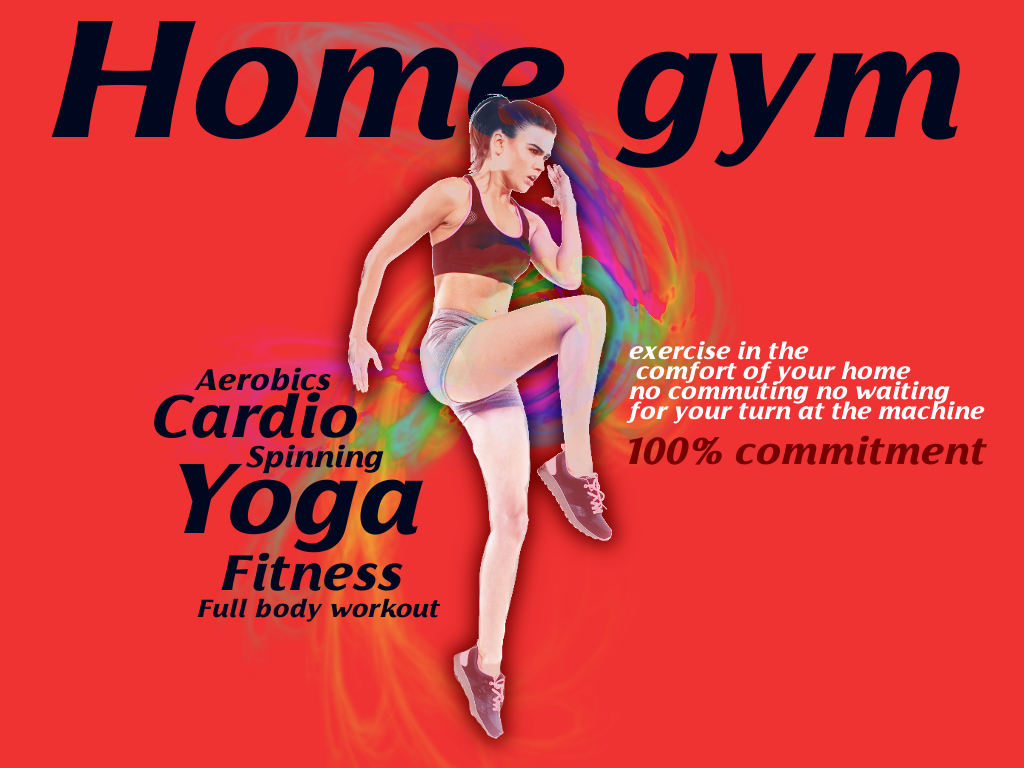 Home gym
Aerobics
Cardio
Spinning
Yoga
Fitness
Full body workout
exercise in the
comfort of your home
no commuting no waiting
for your turn at the machine
100% commitment